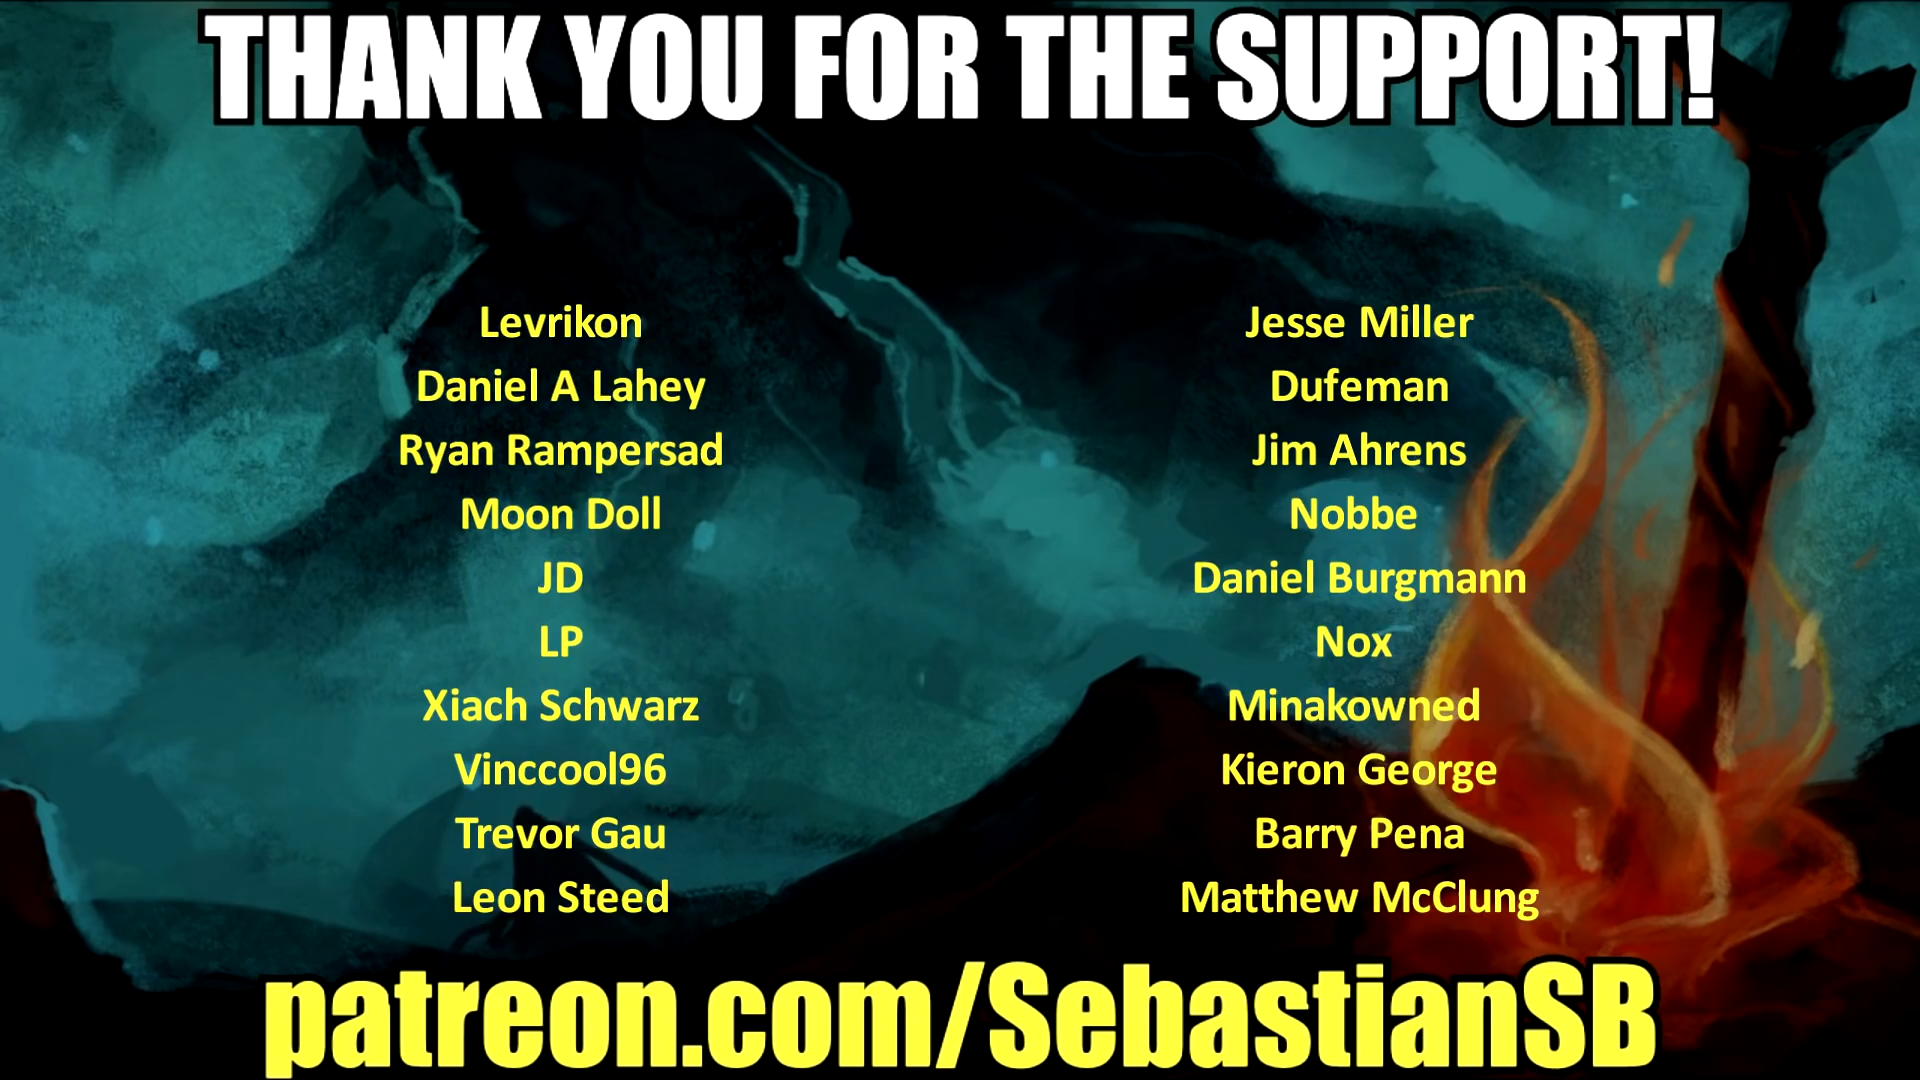 THANK YOU FOR THE SUPPORT!
Levrikon
Daniel A Lahey
Ryan Rampersad
Moon Doll
JD
LP
Xiach Schwarz
Vinccool96
Trevor Gau
Leon Steed
Jesse Miller
Dufeman
Jim Ahrens
Nobbe
Daniel Burgmann
Nox
Minakowned
Kieron George
Barry Pena
Matthew McClung
patreon.com/SebastianSB